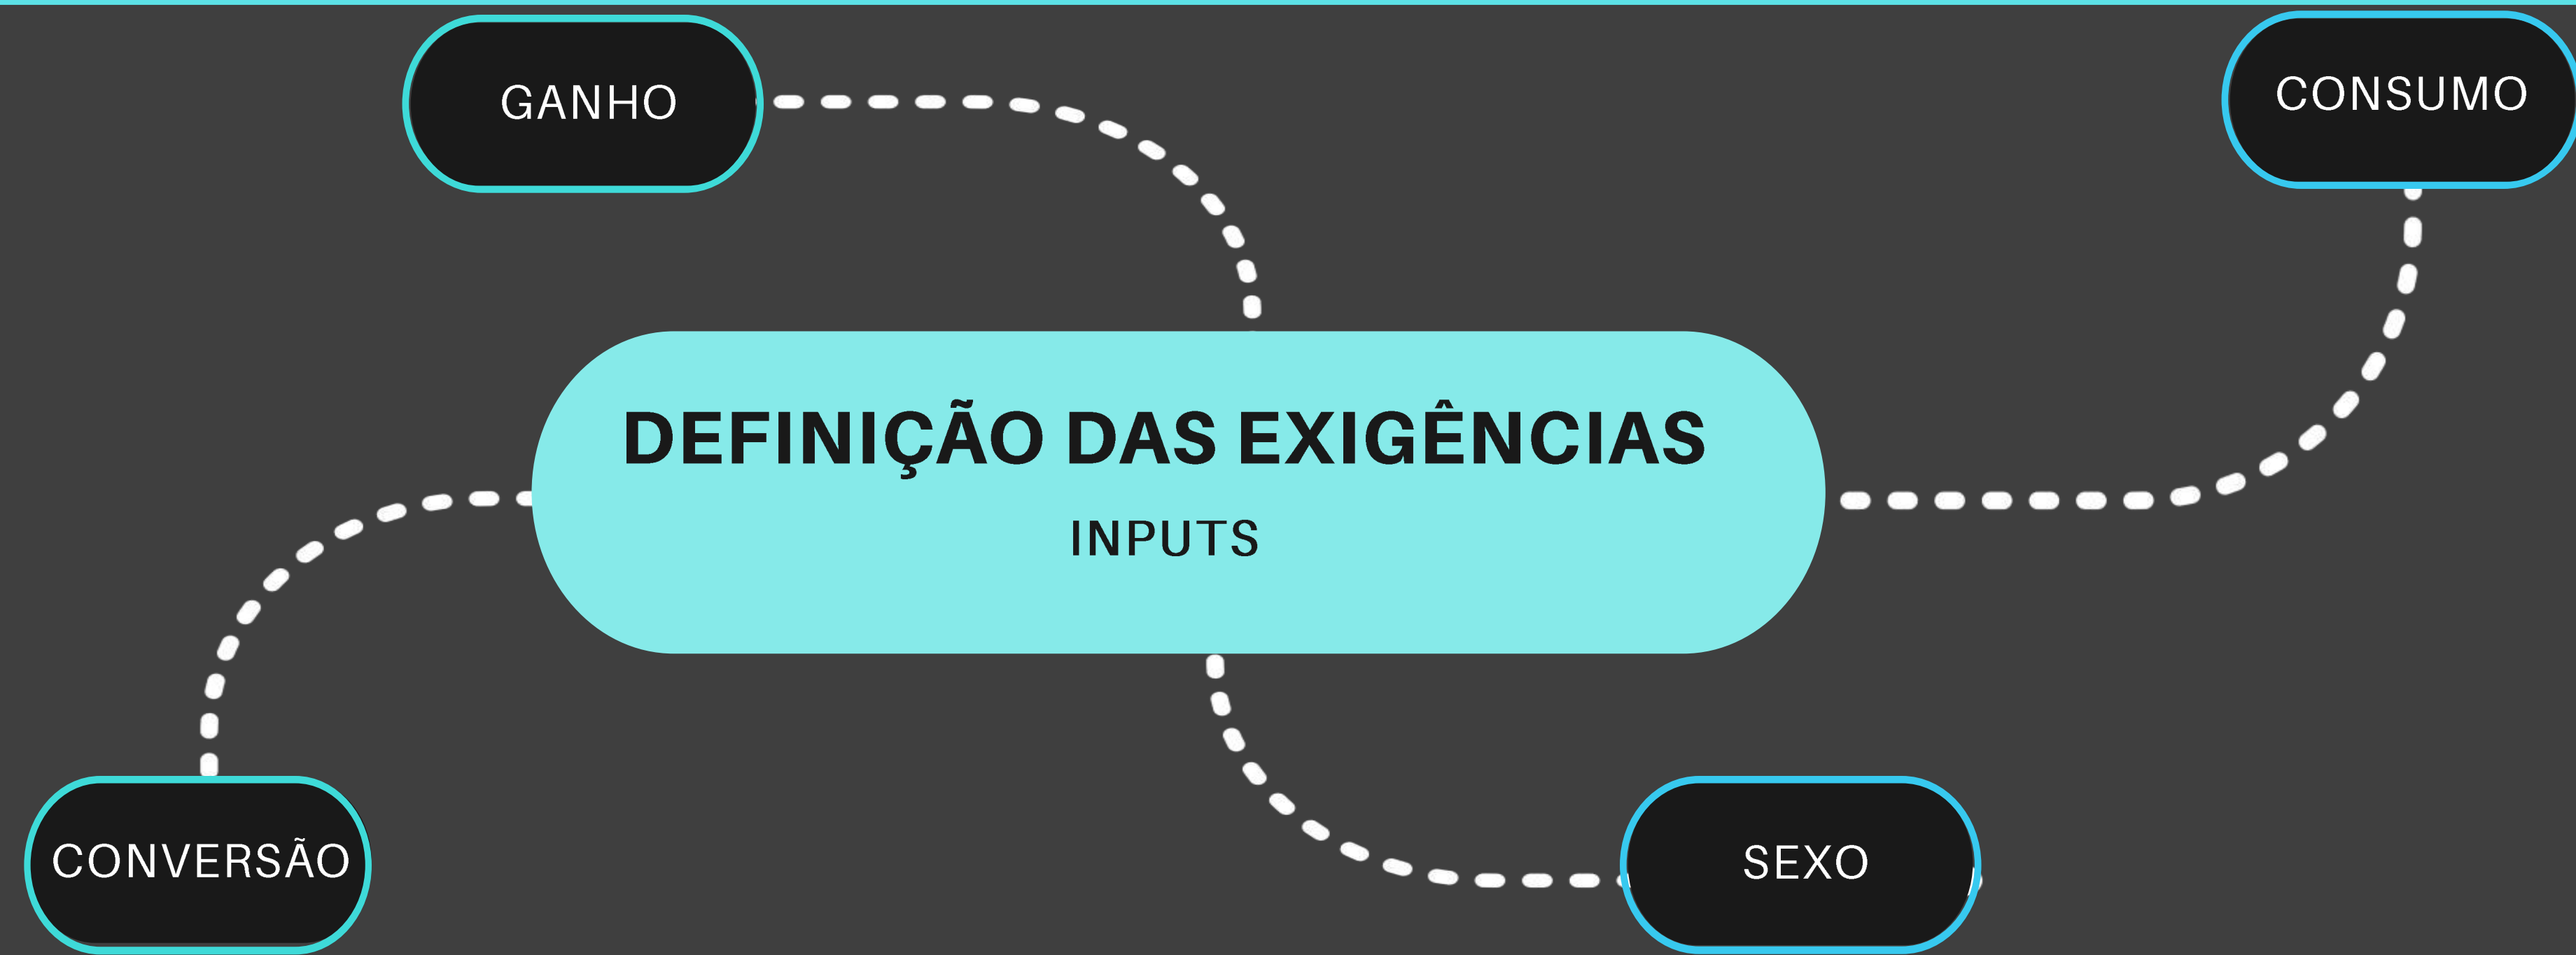 GANHO
CONSUMO
DEFINIÇÃO DAS EXIGÊNCIAS
INPUTS
CONVERSÃO
SEXO